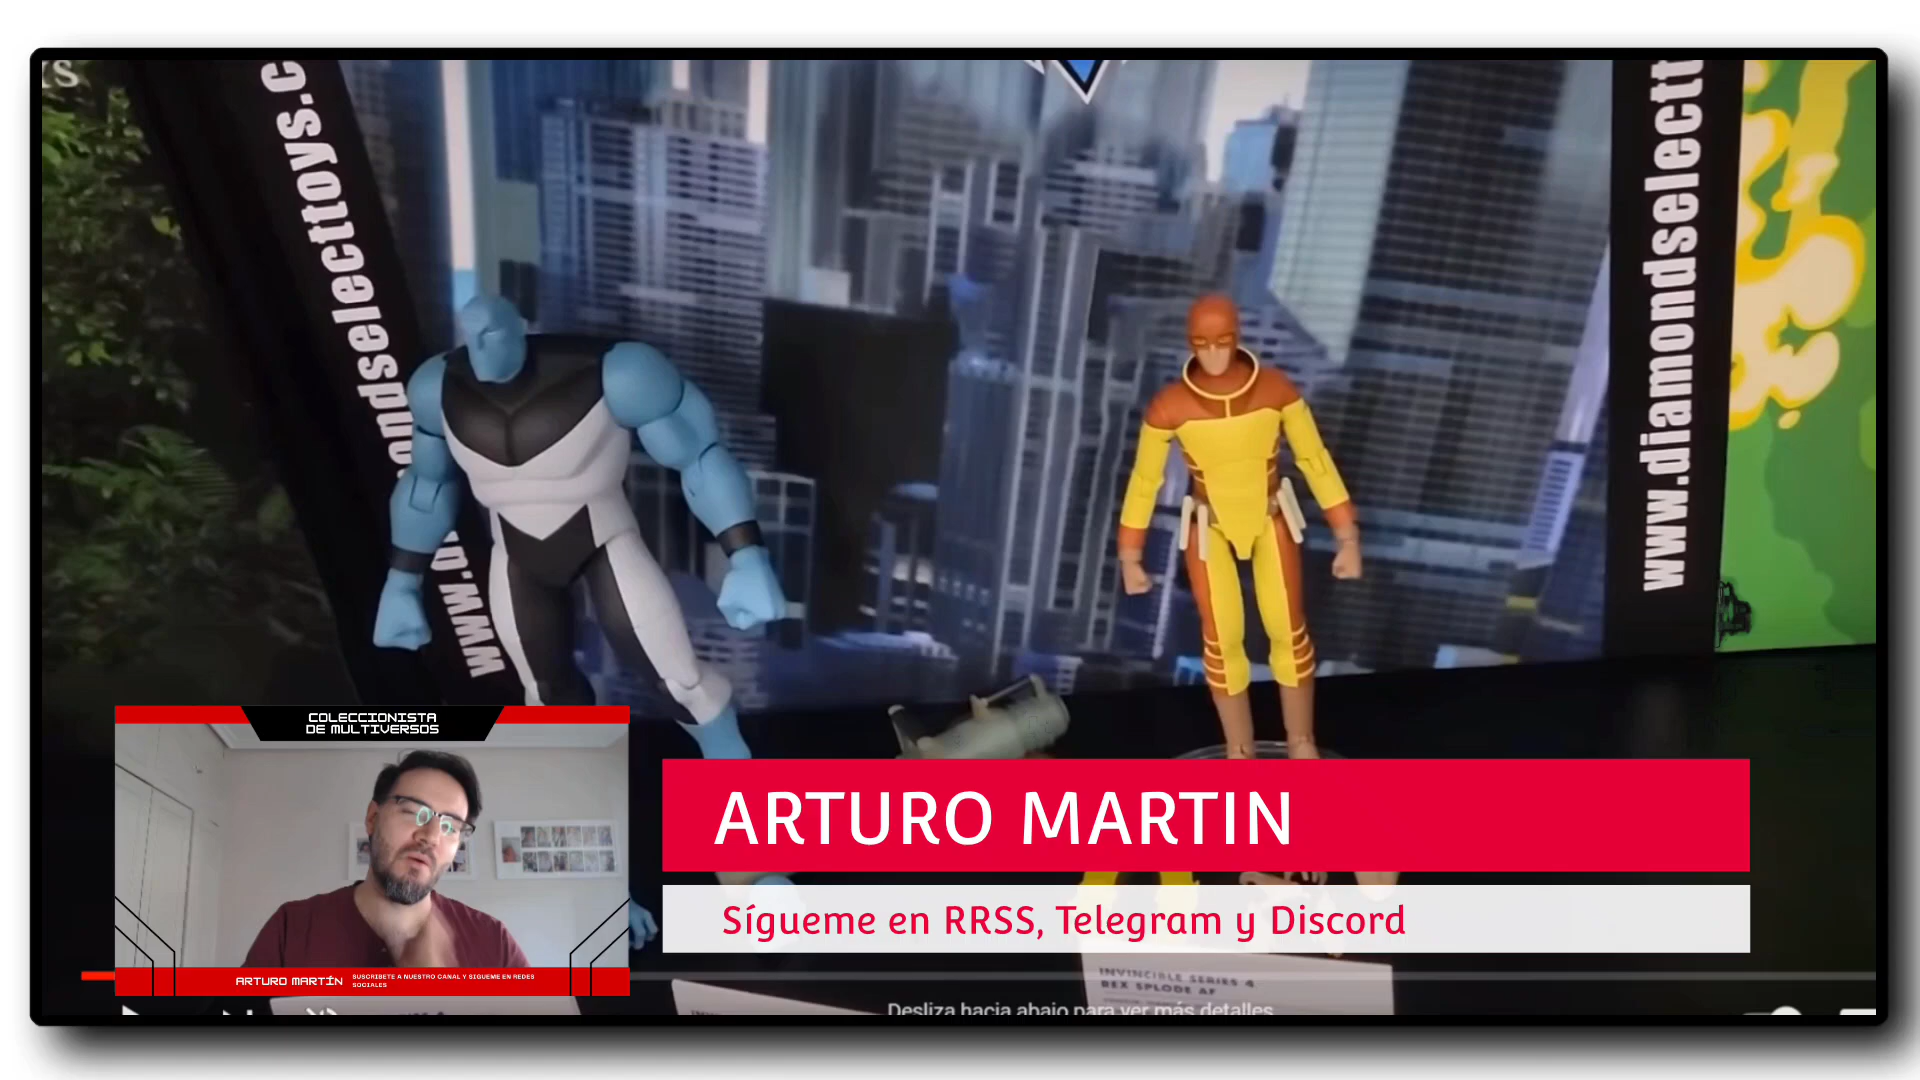 www.diamondselecttoys.c
www.diamondselectt
COLECCIONISTA
DE MULTIVERSOS
ARTURO MARTIN
Sígueme en RRSS, Telegram y Discord
ARTURO MARTÍN
SUSCRIBETE A NUESTRO CANAL Y SIGUEME EN REDES
SOCIALES
INVINCIBLE SERIES 4
REX SPLODE AF
Desliza hacia abajo para ver más detalles